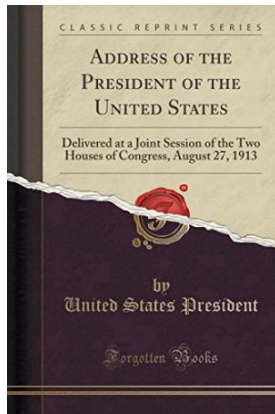 CLASSIC REPRINT SERIES
ADDRESS OF THE
PRESIDENT OF THE
UNITED STATES
Delivered at a Joint Session of the Two
Houses of Congress, August 27, 1913
by
United States President
Forgotten Books